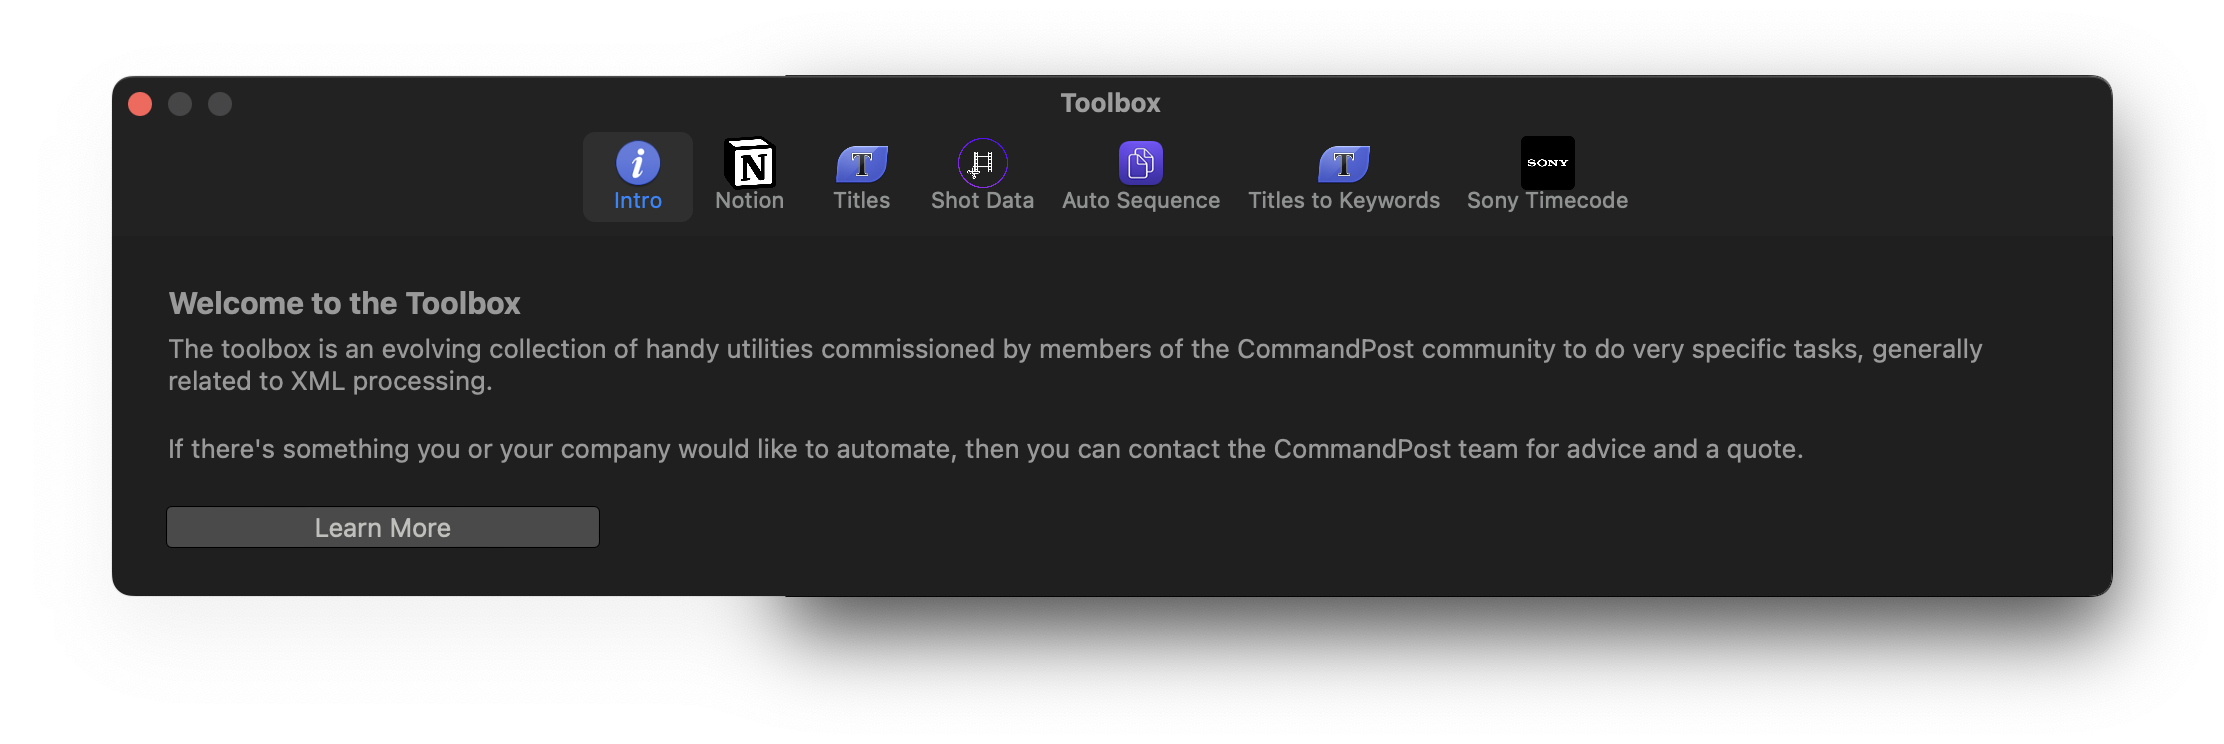 Toolbox
i
N
T
T
SONY
Intro
Notion
Titles
Shot Data
Auto Sequence
Titles to Keywords
Sony Timecode
Welcome to the Toolbox
The toolbox is an evolving collection of handy utilities commissioned by members of the CommandPost community to do very specific tasks, generally
related to XML processing.
If there's something you or your company would like to automate, then you can contact the CommandPost team for advice and a quote.
Learn More